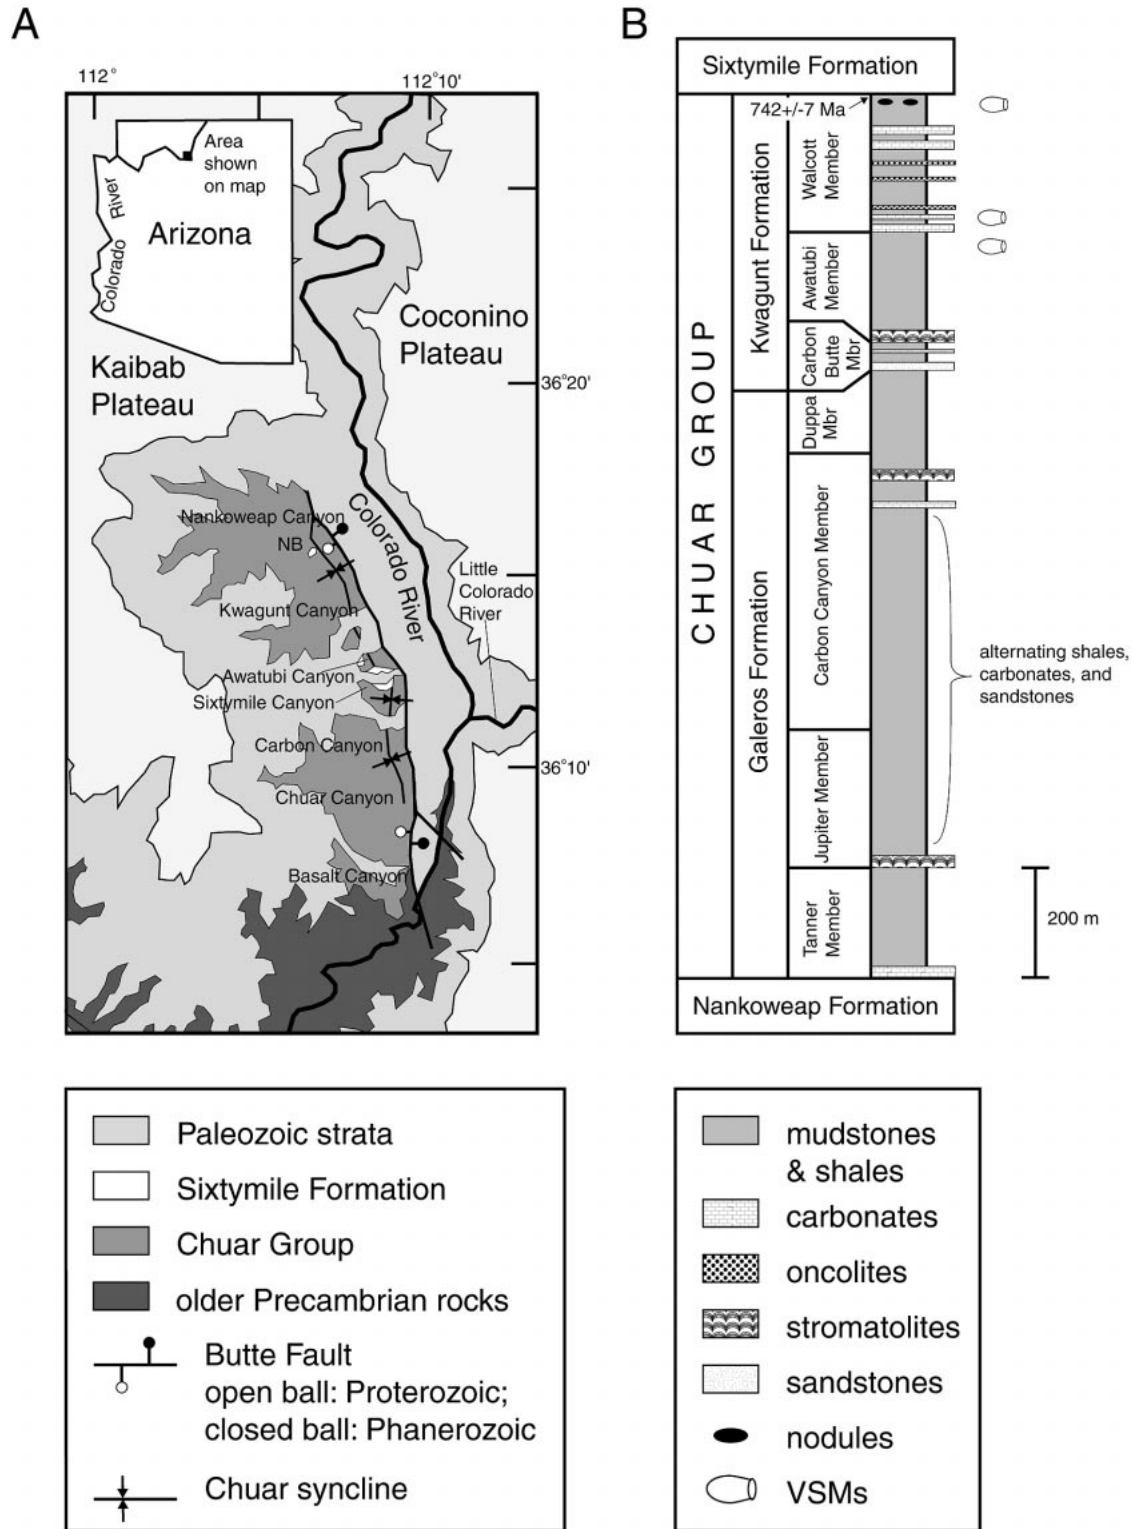 A
112°
112°10'
Area
shown
on map
Colorado River
Arizona
Coconino
Plateau
Kaibab
Plateau
36°20'
Nankoweap Canyon
NB
Colorado River
Little
Colorado
River
Kwagunt Canyon
Awatubi Canyon
Sixtymile Canyon
Carbon Canyon
36°10'
Chuar Canyon
Basalt Canyon
Paleozoic strata
Sixtymile Formation
Chuar Group
older Precambrian rocks
Butte Fault
open ball: Proterozoic;
closed ball: Phanerozoic
Chuar syncline
B
Sixtymile Formation
742+/-7 Ma
CHUAR GROUP
Kwagunt Formation
Walcott
Member
Awatubi
Member
Carbon
Butte
Mbr
Galeros Formation
Duppa
Mbr
Carbon Canyon Member
Jupiter Member
Tanner
Member
alternating shales,
carbonates, and
sandstones
200 m
Nankoweap Formation
mudstones
& shales
carbonates
oncolites
stromatolites
sandstones
nodules
VSMs